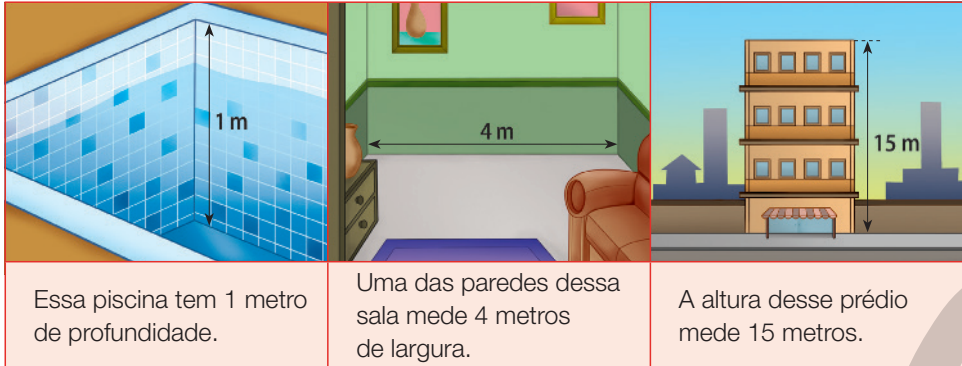 1 m
4 m
15 m
Essa piscina tem 1 metro
de profundidade.
Uma das paredes dessa
sala mede 4 metros
de largura.
A altura desse prédio
mede 15 metros.